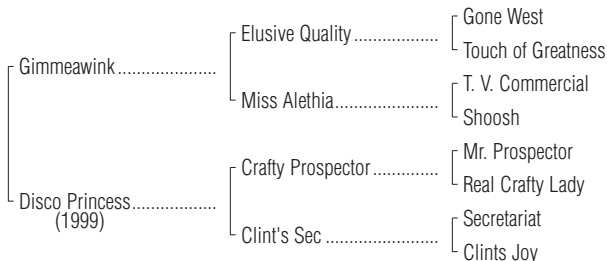 Gone West
Elusive Quality..................
Touch of Greatness
Gimmeawink.....................
T. V. Commercial
Miss Alethia......................
Shoosh
Mr. Prospector
Crafty Prospector..............
Real Crafty Lady
Disco Princess..................
(1999)
Secretariat
Clint's Sec ........................
Clints Joy